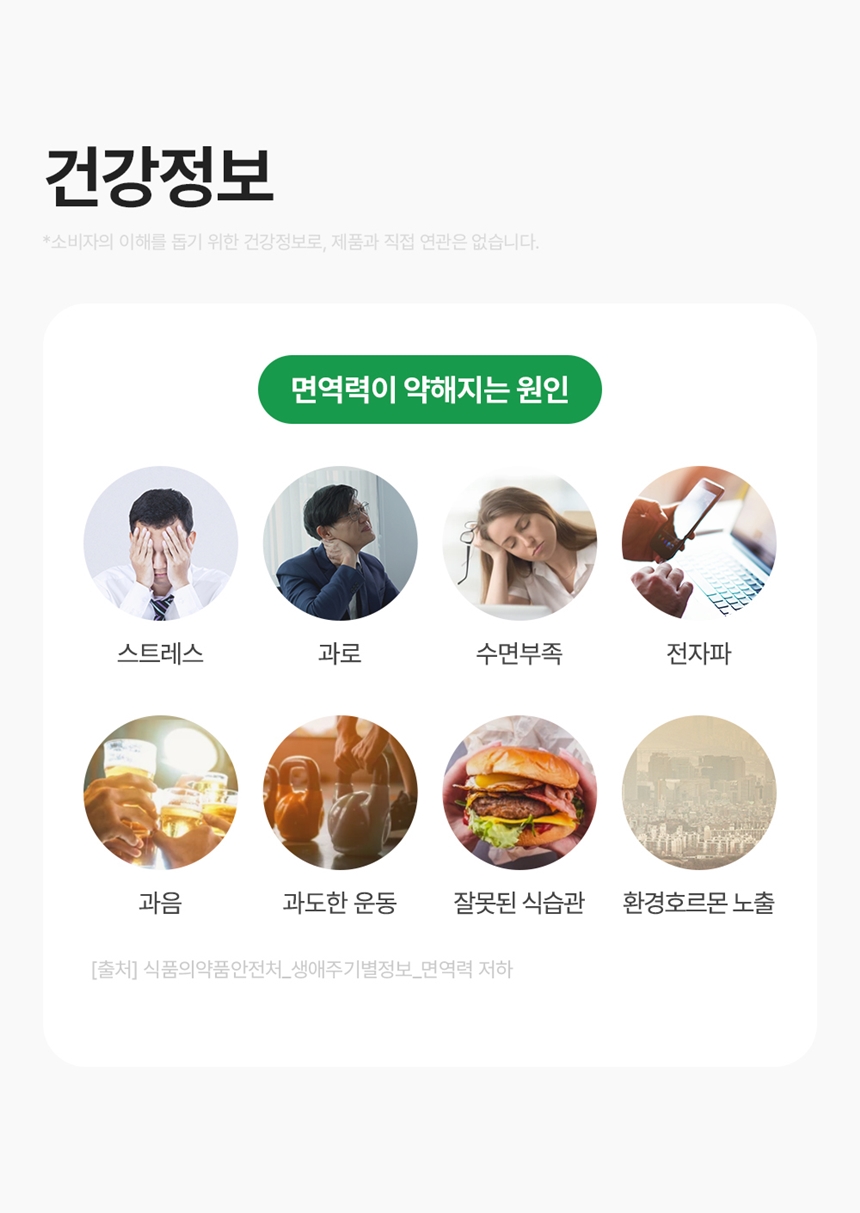 건강정보
*소비자의 이해를 돕기 위한 건강정보로, 제품과 직접 연관은 없습니다.
면역력이 약해지는 원인
스트레스
과로
수면부족
전자파
과음
과도한 운동
잘못된 식습관
환경호르몬 노출
[출처] 식품의약품안전처_생애주기별정보_면역력 저하